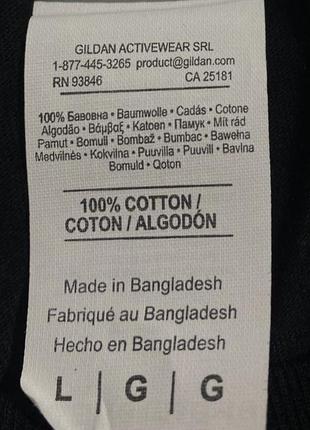 GILDAN ACTIVEWEAR SRL
1-877-445-3265 product@gildan.com
RN 93846 CA 25181
100% Бавовна • Baumwolle • Cadás • Cotone
Algodão • Βάμβαξ • Katoen • Памук • Mít rád
Pamut • Bomuli • Bombaž • Bumbac • Bawełna
Medvilnės • Kokvilna • Puuvilla • Puuvill • Bavlna
Bomuld • Qoton
100% COTTON /
COTON / ALGODÓN
Made in Bangladesh
Fabriqué au Bangladesh
Hecho en Bangladesh
L | G | G